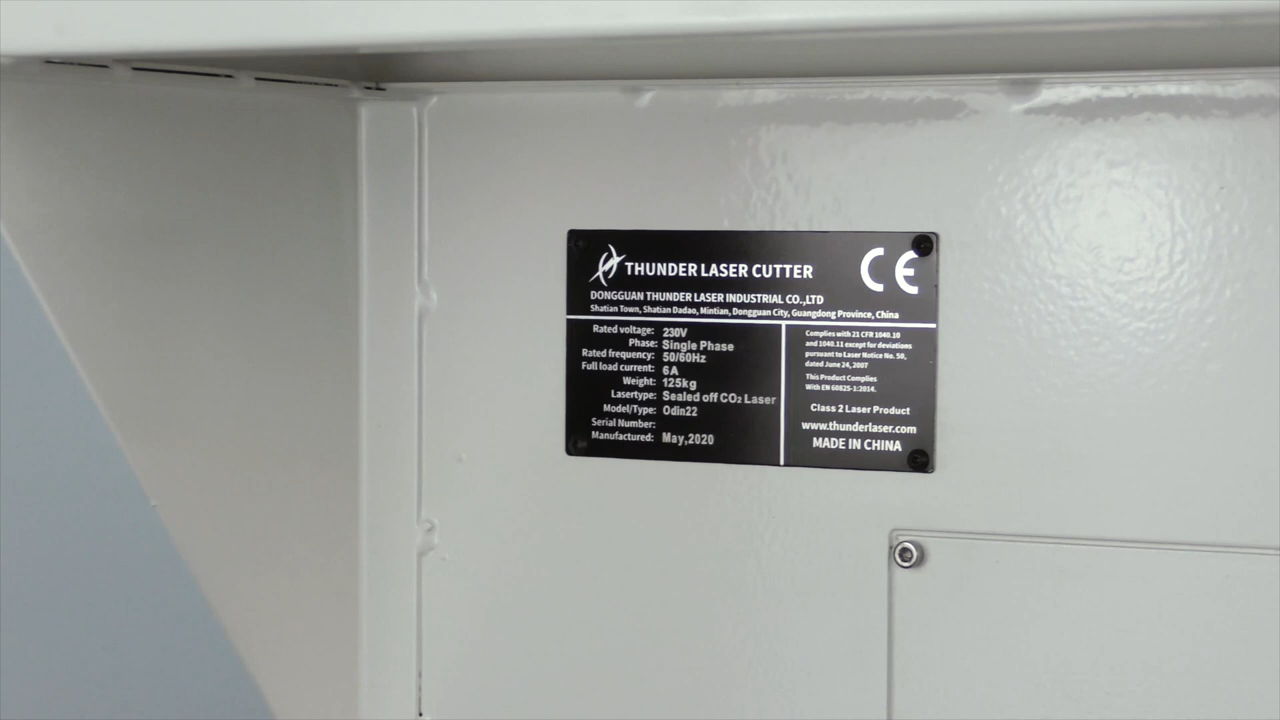 THUNDER LASER CUTTER
CE
DONGGUAN THUNDER LASER INDUSTRIAL CO.,LTD
Shatian Town, Shatian Dadao, Mintian, Dongguan City, Guangdong Province, China
Rated voltage: 230V
Phase: Single Phase
Rated frequency: 50/60Hz
Full load current: 6A
Weight: 125kg
Lasertype: Sealed off CO₂ Laser
Model/Type: Odin22
Serial Number:
Manufactured: May,2020
Complies with 21 CFR 1040.10
and 1040.11 except for deviations
pursuant to Laser Notice No. 50,
dated June 24, 2007
This Product Complies
With EN 60825-1:2014.
Class 2 Laser Product
www.thunderlaser.com
MADE IN CHINA